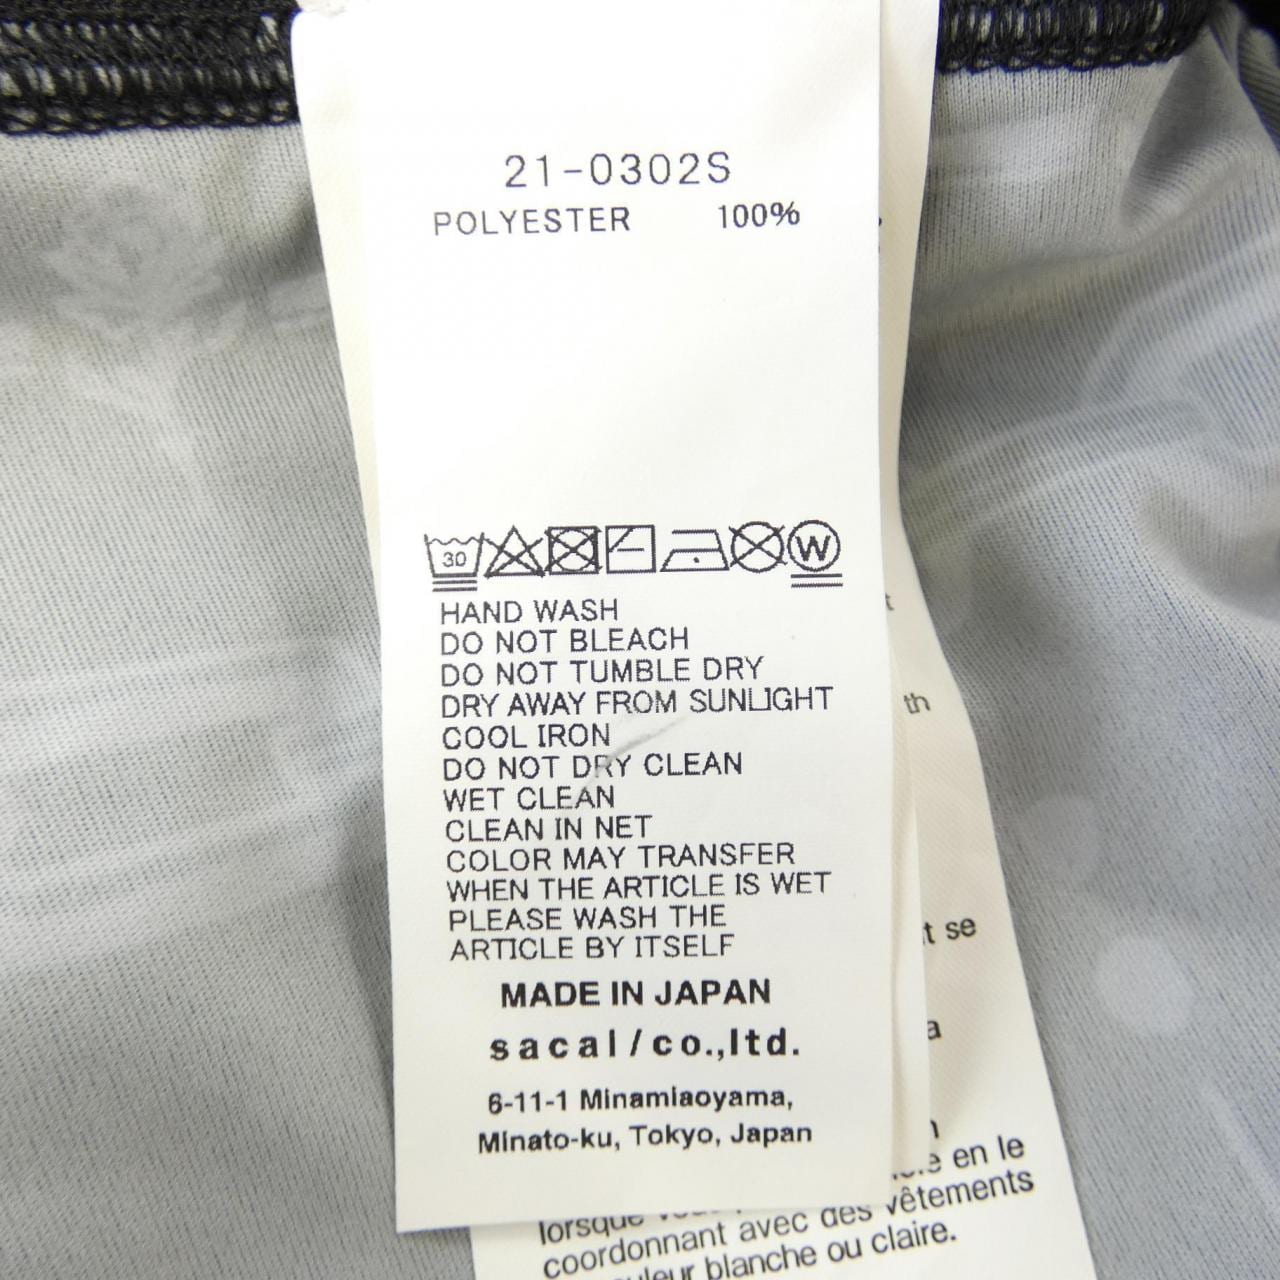 21-0302S
POLYESTER 100%
30 W
HAND WASH
DO NOT BLEACH
DO NOT TUMBLE DRY
DRY AWAY FROM SUNLIGHT
COOL IRON
DO NOT DRY CLEAN
WET CLEAN
CLEAN IN NET
COLOR MAY TRANSFER
WHEN THE ARTICLE IS WET
PLEASE WASH THE
ARTICLE BY ITSELF
MADE IN JAPAN
sacai/co.,ltd.
6-11-1 Minamiaoyama,
Minato-ku, Tokyo, Japan
t
th
t se
a
en le
lorsque
coordonnant avec des vêtements
blanche ou claire.